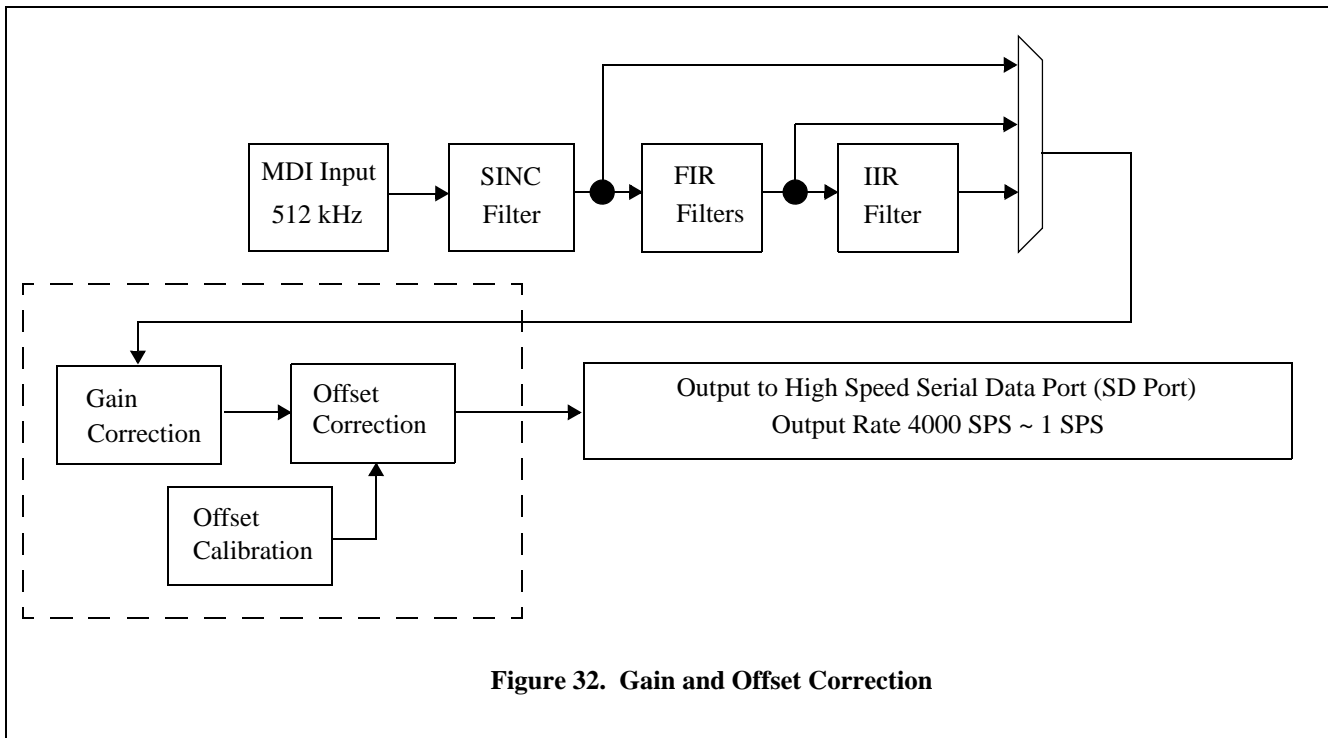 MDI Input
512 kHz
SINC
Filter
FIR
Filters
IIR
Filter
Gain
Correction
Offset
Correction
Offset
Calibration
Output to High Speed Serial Data Port (SD Port)
Output Rate 4000 SPS ~ 1 SPS
Figure 32. Gain and Offset Correction